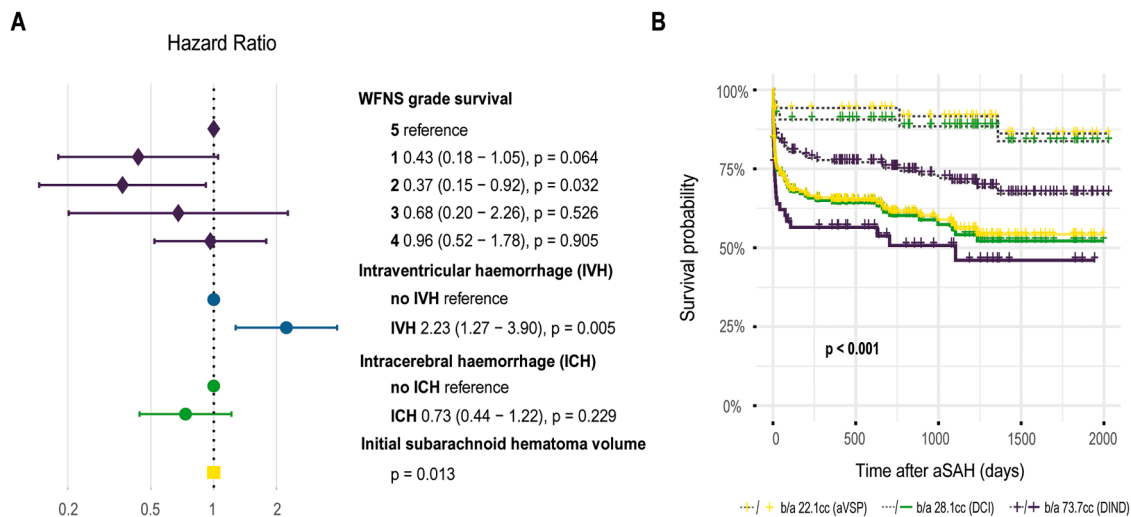 A
B
Hazard Ratio
WFNS grade survival
5 reference
1 0.43 (0.18 − 1.05), p = 0.064
2 0.37 (0.15 − 0.92), p = 0.032
3 0.68 (0.20 − 2.26), p = 0.526
4 0.96 (0.52 − 1.78), p = 0.905
Intraventricular haemorrhage (IVH)
no IVH reference
IVH 2.23 (1.27 − 3.90), p = 0.005
Intracerebral haemorrhage (ICH)
no ICH reference
ICH 0.73 (0.44 − 1.22), p = 0.229
Initial subarachnoid hematoma volume
p = 0.013
0.2 0.5 1 2
Survival probability
100%
75%
50%
25%
0%
p < 0.001
0 500 1000 1500 2000
Time after aSAH (days)
/ b/a 22.1cc (aVSP) / b/a 28.1cc (DCI) / b/a 73.7cc (DIND)